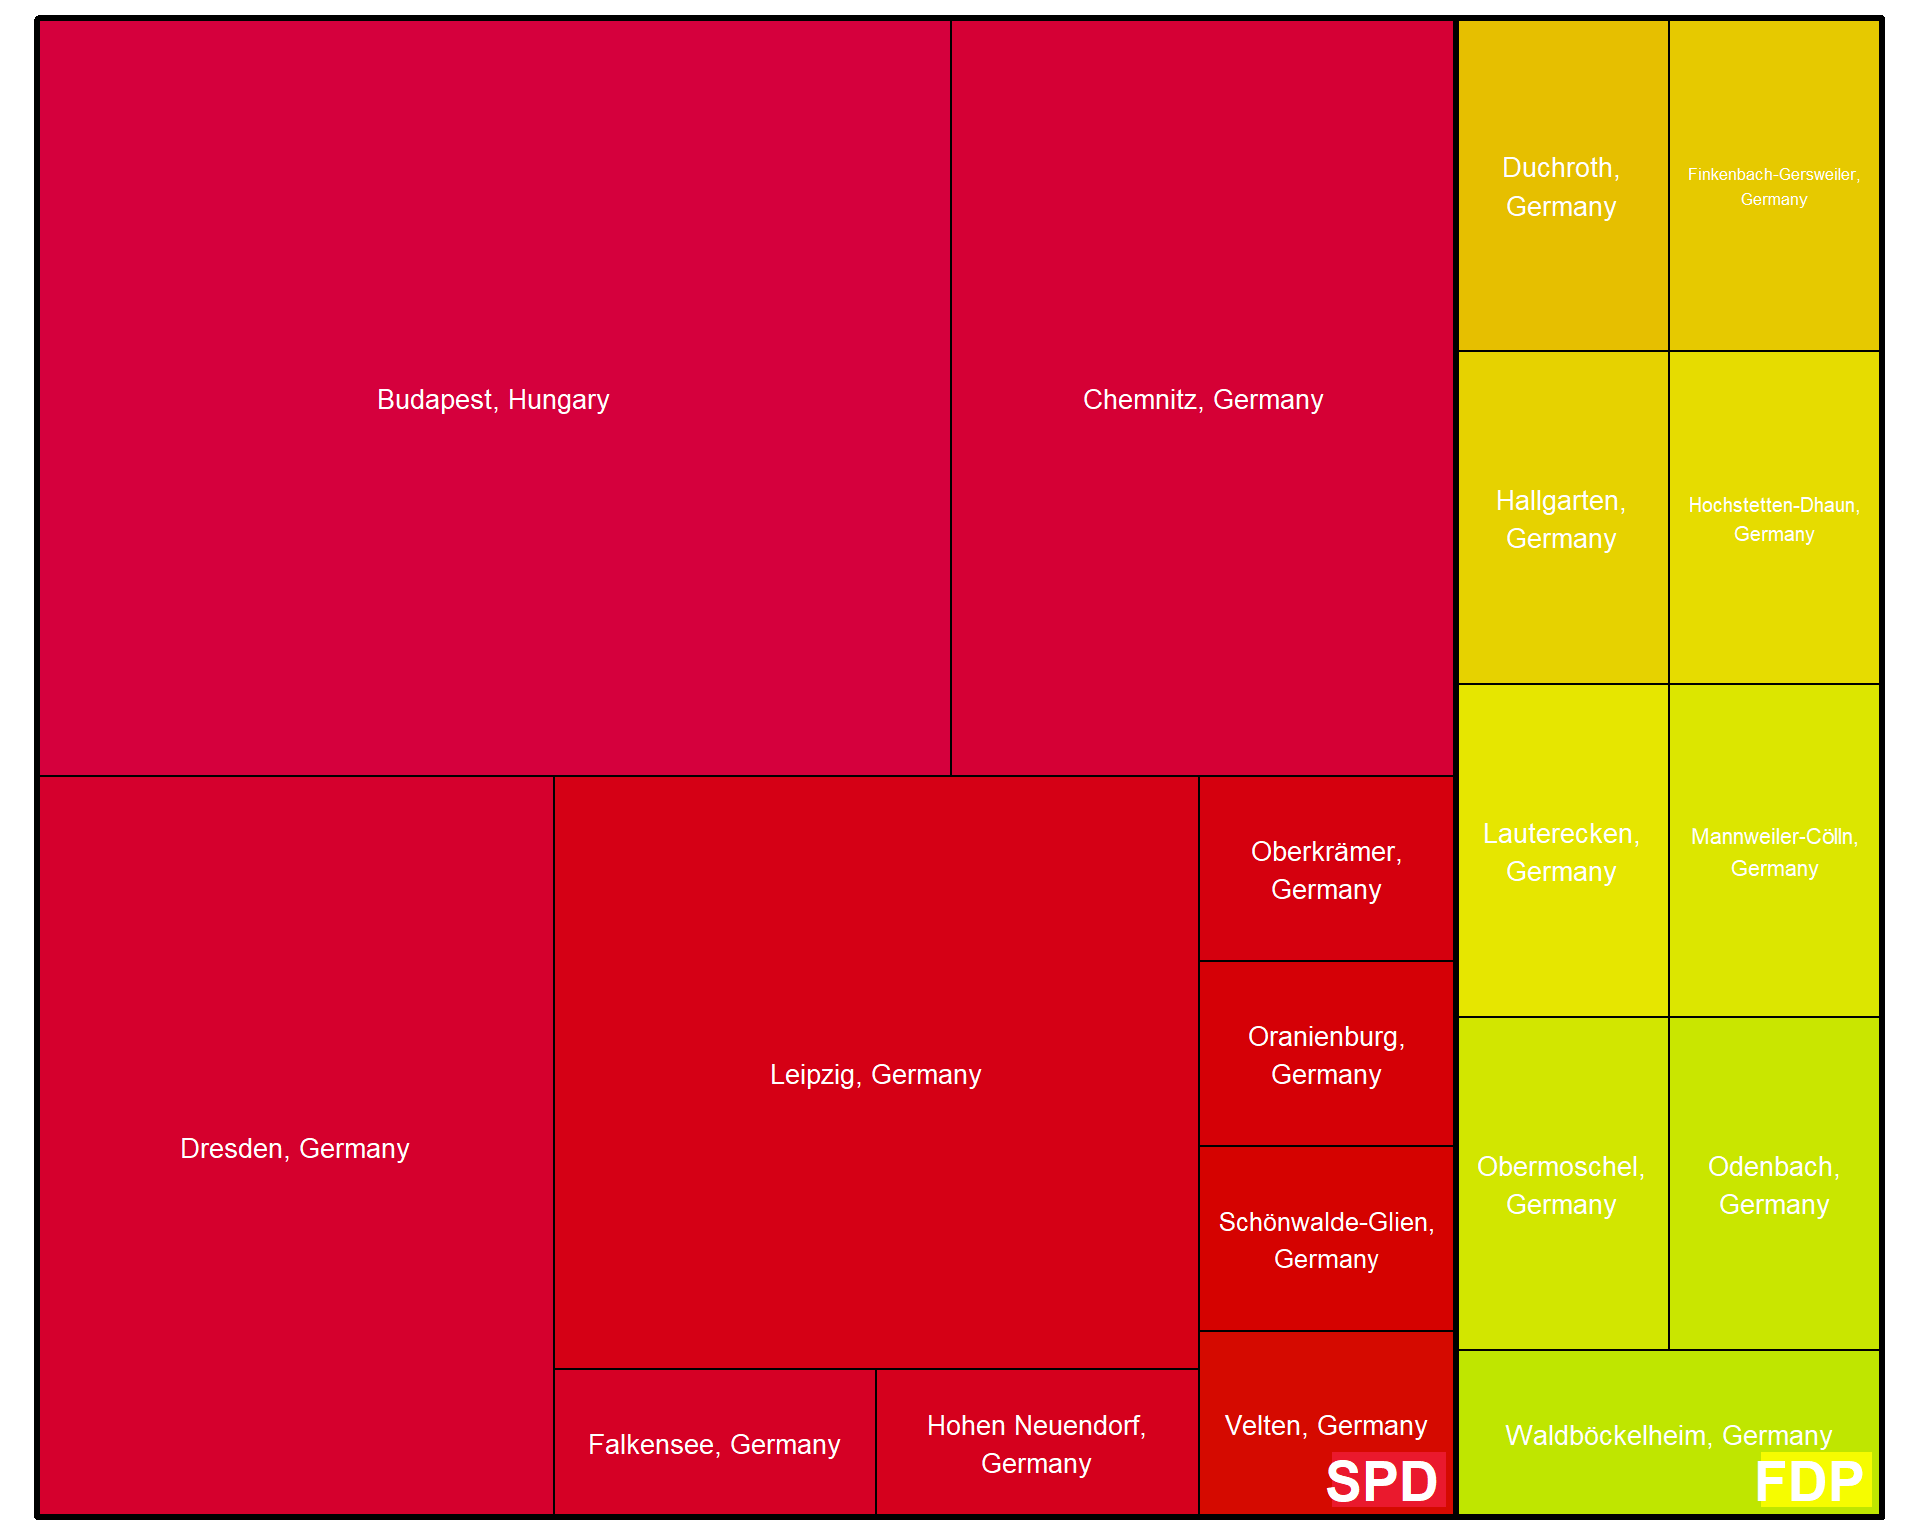 Budapest, Hungary
Chemnitz, Germany
Dresden, Germany
Leipzig, Germany
Falkensee, Germany
Hohen Neuendorf,
Germany
Oberkrämer,
Germany
Oranienburg,
Germany
Schönwalde-Glien,
Germany
Velten, Germany
SPD
Duchroth,
Germany
Finkenbach-Gersweiler,
Germany
Hallgarten,
Germany
Hochstetten-Dhaun,
Germany
Lauterecken,
Germany
Mannweiler-Cölln,
Germany
Obermoschel,
Germany
Odenbach,
Germany
Waldböckelheim, Germany
FDP